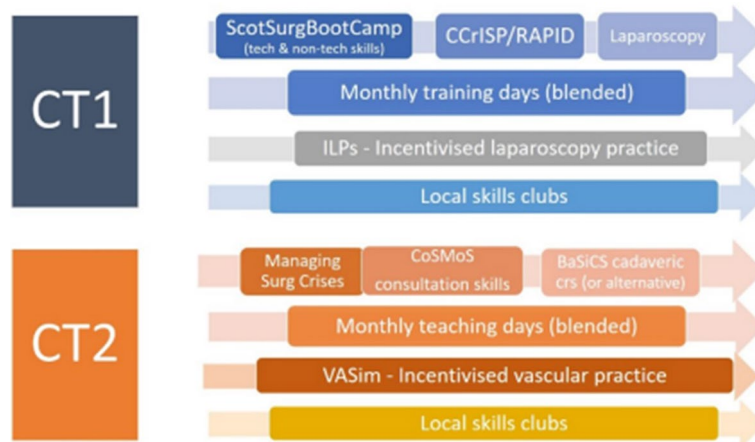 CT1
ScotSurgBootCamp
(tech & non-tech skills)
CCrISP/RAPID
Laparoscopy
Monthly training days (blended)
ILPs - Incentivised laparoscopy practice
Local skills clubs
CT2
Managing
Surg Crises
CoSMoS
consultation skills
BaSiCS cadaveric
crs (or alternative)
Monthly teaching days (blended)
VASim - Incentivised vascular practice
Local skills clubs